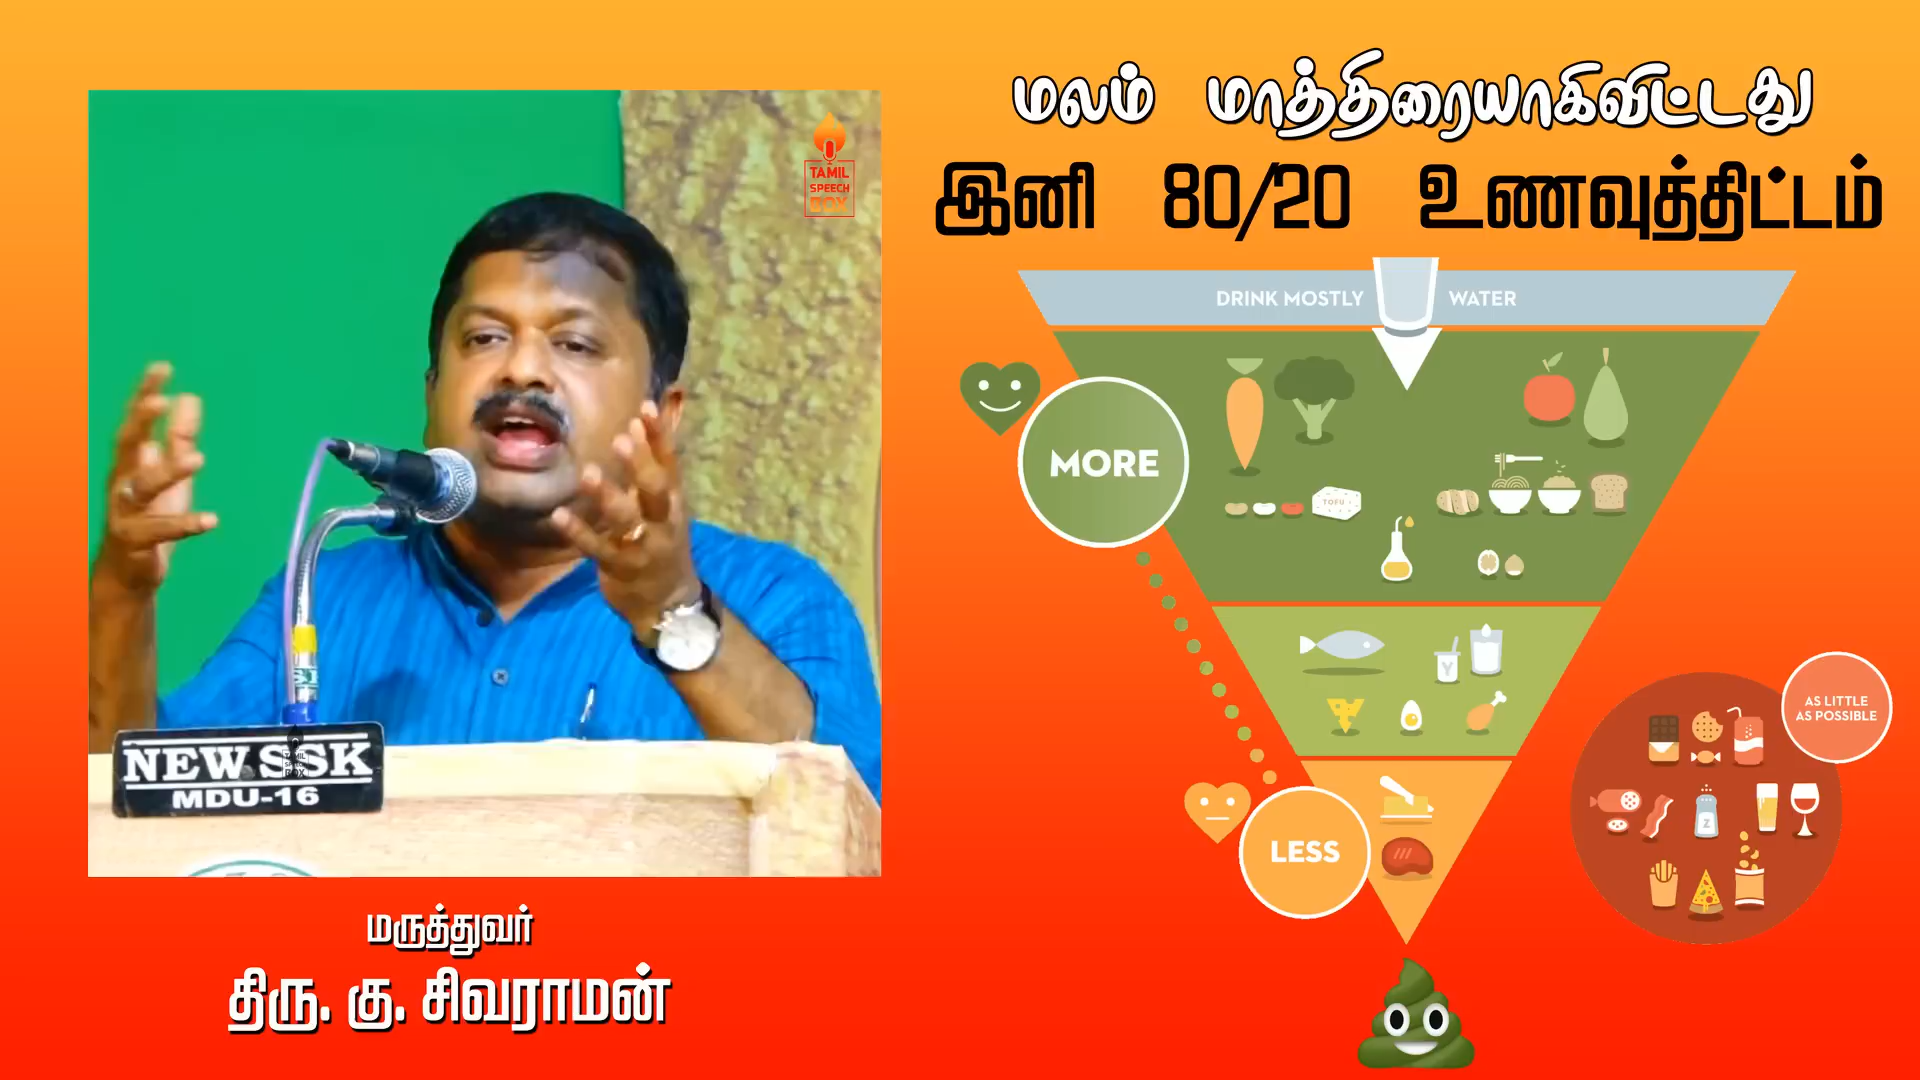 மலம் மாத்திரையாகிவிட்டது
இனி 80/20 உணவுத்திட்டம்
TAMIL
SPEECH
BOX
DRINK MOSTLY WATER
MORE
TOFU
Y
LESS
AS LITTLE
AS POSSIBLE
Z
NEW SSK
MDU-16
மருத்துவர்
திரு. கு. சிவராமன்